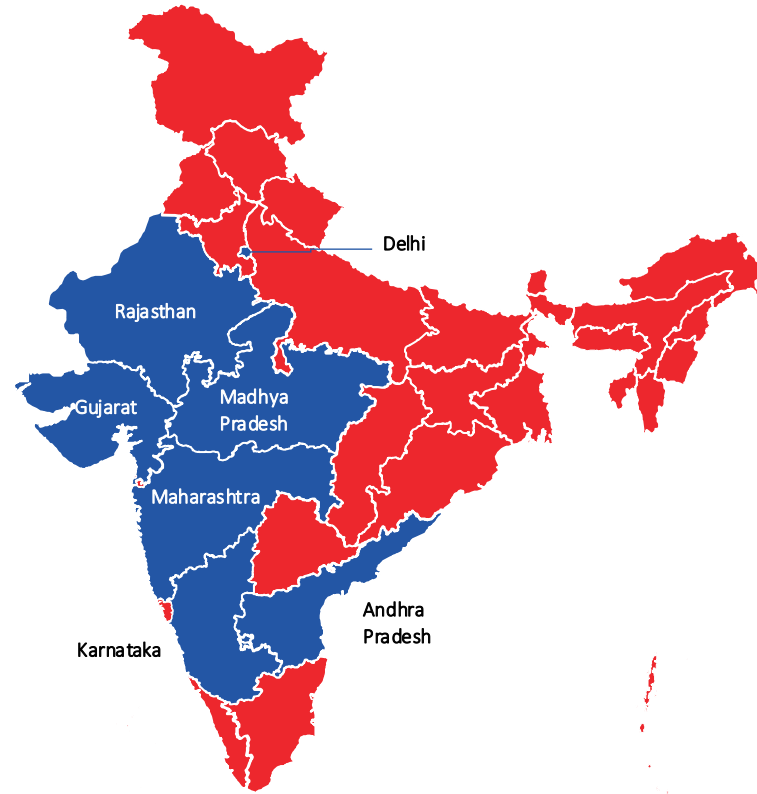 Delhi
Rajasthan
Gujarat
Madhya
Pradesh
Maharashtra
Andhra
Pradesh
Karnataka